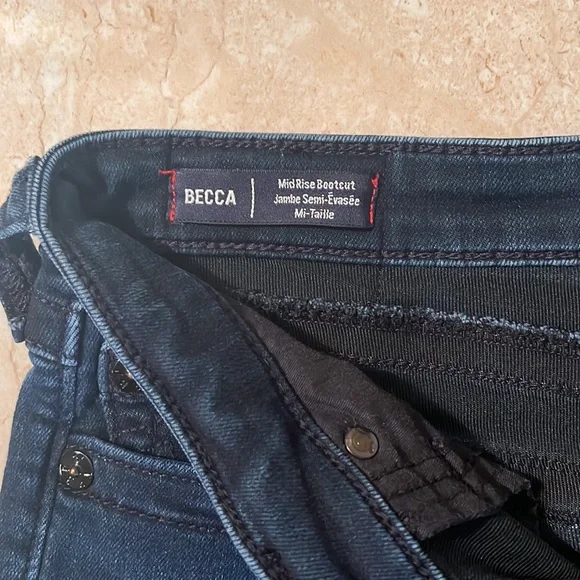 BECCA
Mid Rise Bootcut
Jambe Semi-Évasée
Mi-Taille